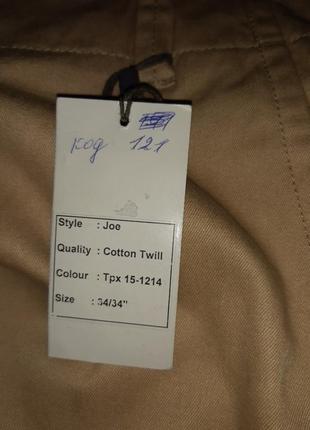 код 121
Style : Joe
Quality : Cotton Twill
Colour : Tpx 15-1214
Size : 34/34"